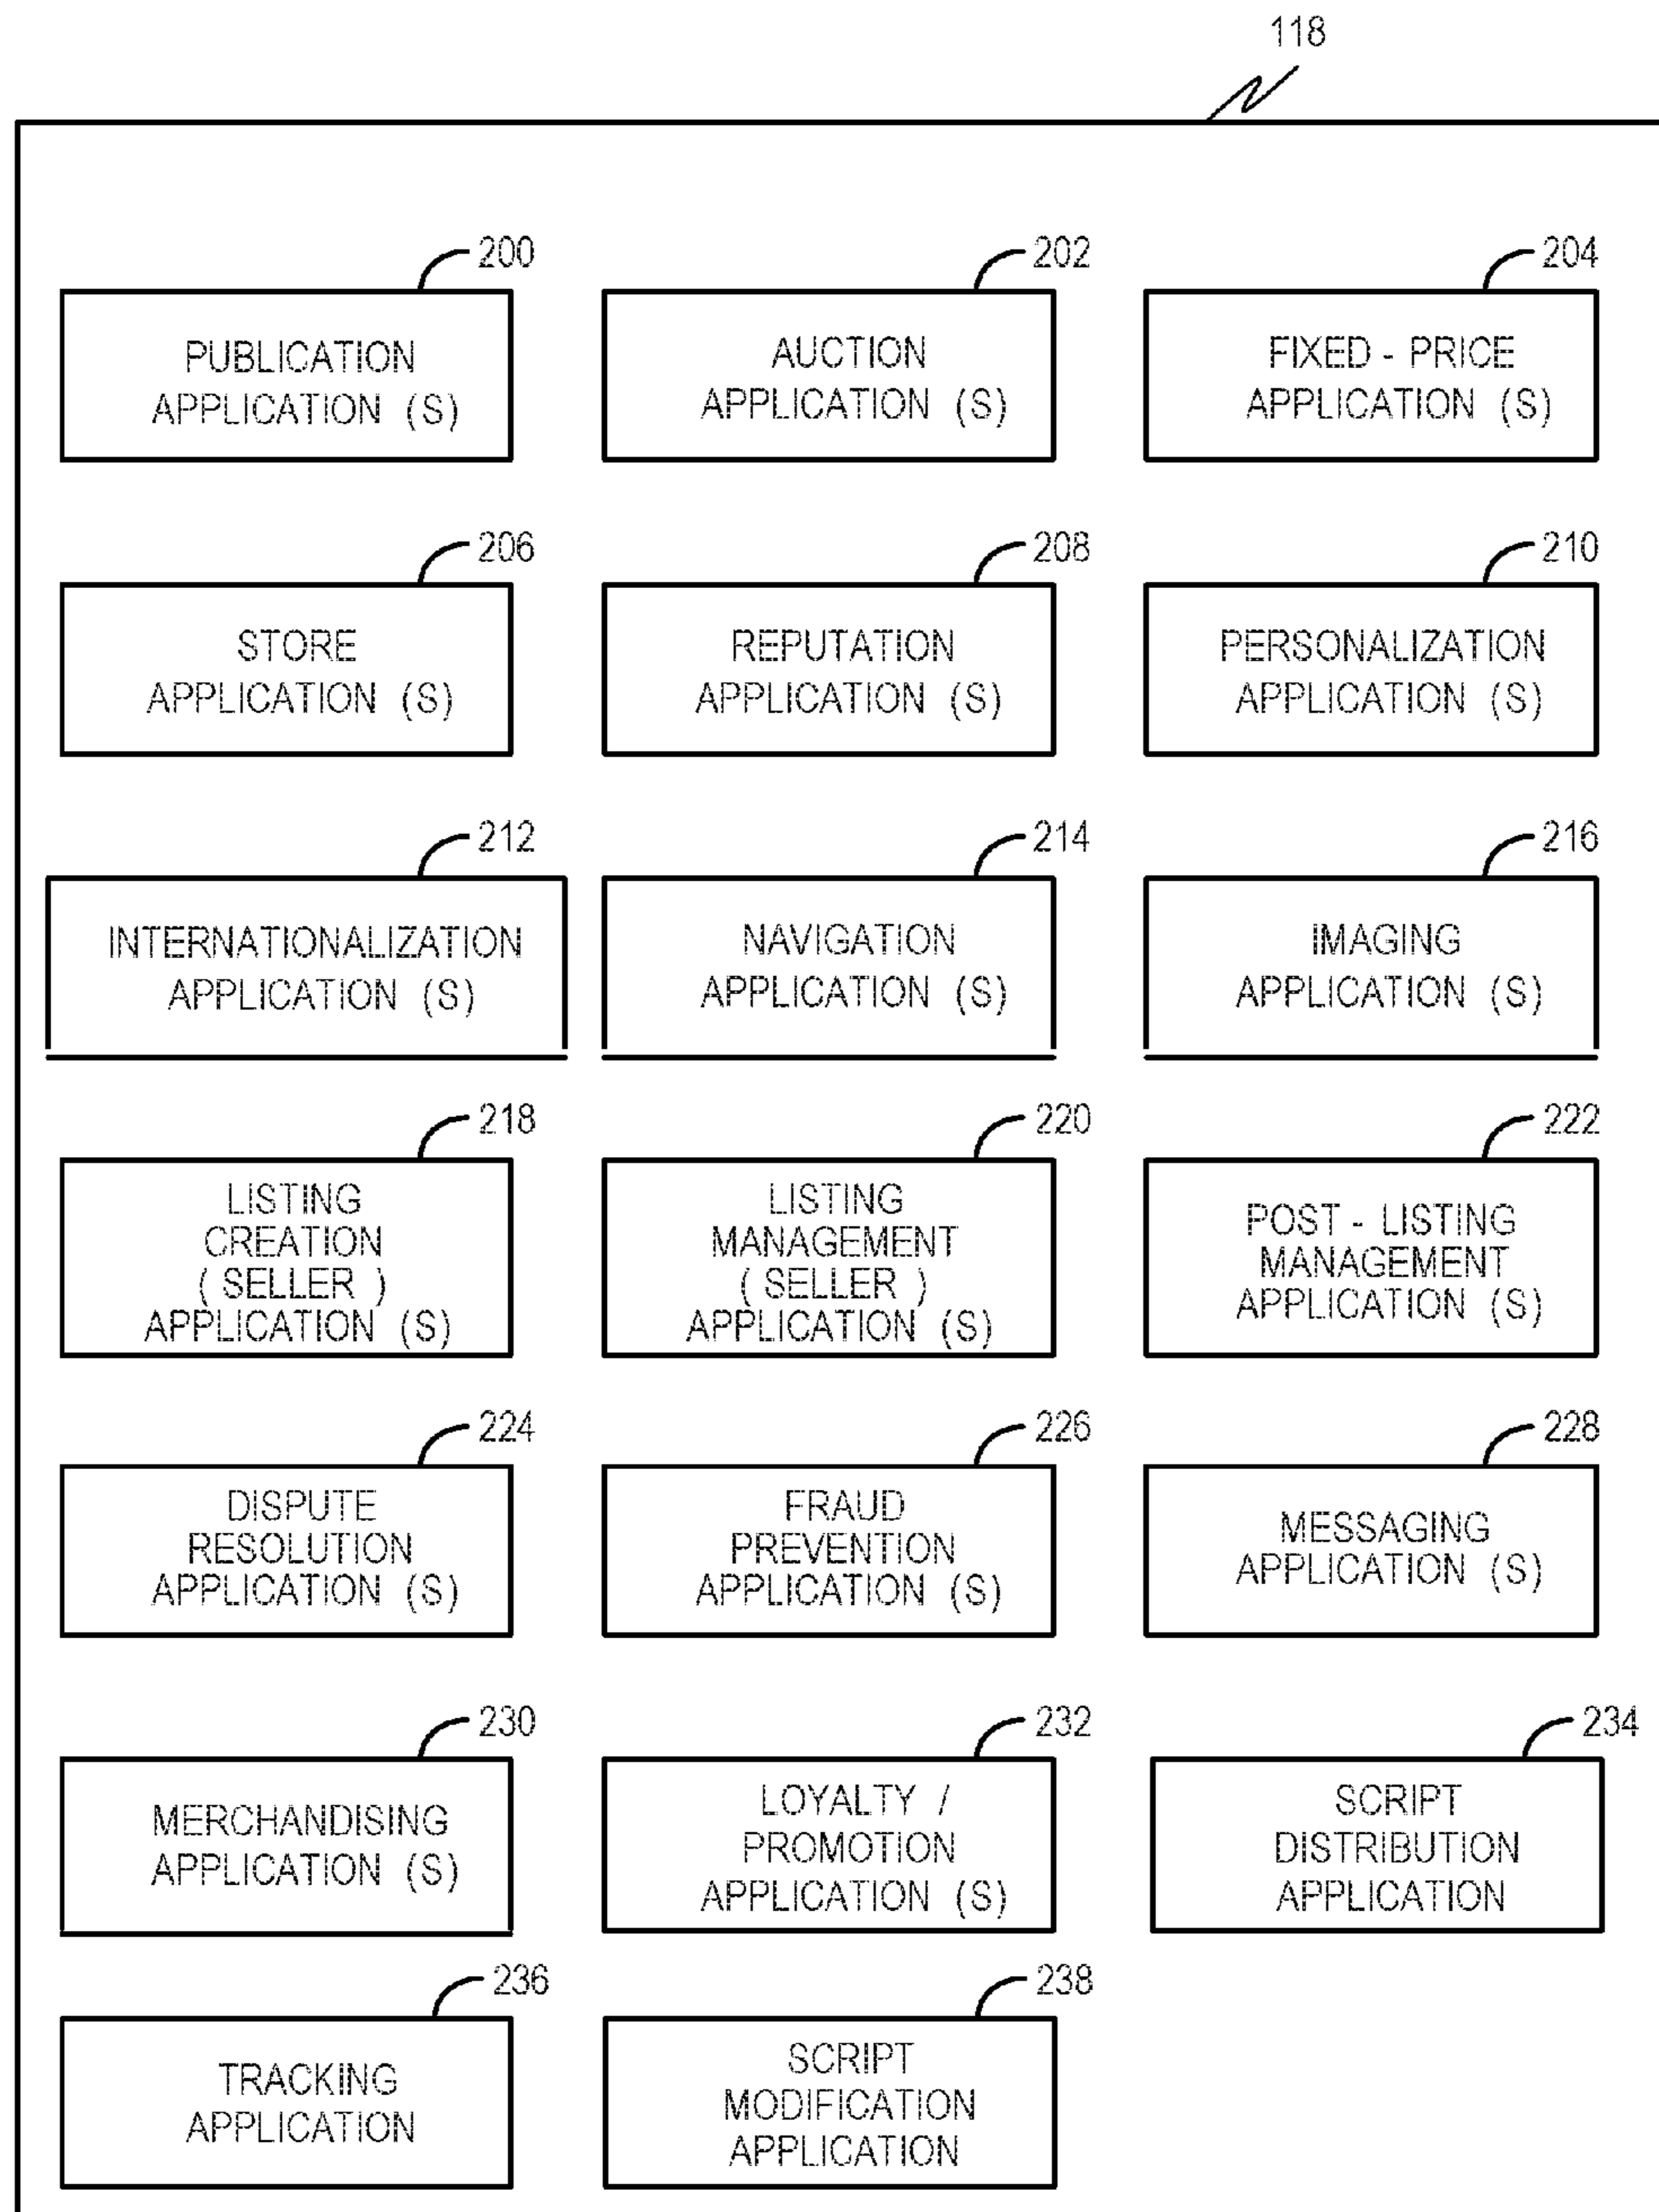 118
200
PUBLICATION
APPLICATION (S)
202
AUCTION
APPLICATION (S)
204
FIXED - PRICE
APPLICATION (S)
206
STORE
APPLICATION (S)
208
REPUTATION
APPLICATION (S)
210
PERSONALIZATION
APPLICATION (S)
212
INTERNATIONALIZATION
APPLICATION (S)
214
NAVIGATION
APPLICATION (S)
216
IMAGING
APPLICATION (S)
218
LISTING
CREATION
( SELLER )
APPLICATION (S)
220
LISTING
MANAGEMENT
( SELLER )
APPLICATION (S)
222
POST - LISTING
MANAGEMENT
APPLICATION (S)
224
DISPUTE
RESOLUTION
APPLICATION (S)
226
FRAUD
PREVENTION
APPLICATION (S)
228
MESSAGING
APPLICATION (S)
230
MERCHANDISING
APPLICATION (S)
232
LOYALTY /
PROMOTION
APPLICATION (S)
234
SCRIPT
DISTRIBUTION
APPLICATION
236
TRACKING
APPLICATION
238
SCRIPT
MODIFICATION
APPLICATION